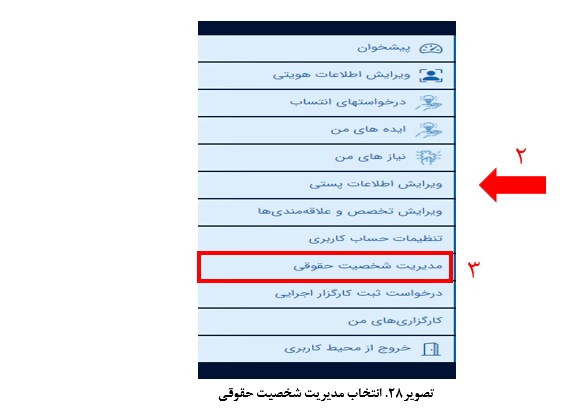 پیشخوان
ویرایش اطلاعات هویتی
درخواستهای انتساب
ایده های من
نیاز های من
۲
ویرایش اطلاعات پستی
ویرایش تخصص و علاقه‌مندی‌ها
تنظیمات حساب کاربری
مدیریت شخصیت حقوقی
۳
درخواست ثبت کارگزار اجرایی
کارگزاری‌های من
خروج از محیط کاربری
تصویر۲۸. انتخاب مدیریت شخصیت حقوقی